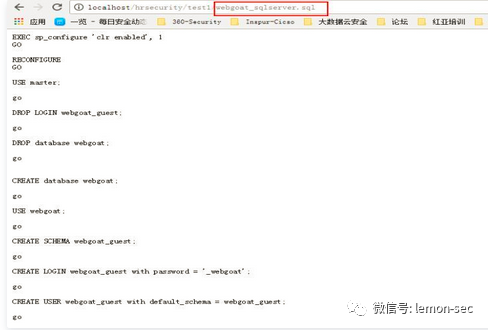 localhost/hrsecurity/test1/webgoat_sqlserver.sql
应用 一览 - 每日安全动态 360-Security Inspur-Cicao 大数据云安全 论坛 红亚培训
EXEC sp_configure 'clr enabled', 1
GO
RECONFIGURE
GO
USE master;
go
DROP LOGIN webgoat_guest;
go
DROP database webgoat;
go
CREATE database webgoat;
go
USE webgoat;
go
CREATE SCHEMA webgoat_guest;
go
CREATE LOGIN webgoat_guest with password = '_webgoat';
go
CREATE USER webgoat_guest with default_schema = webgoat_guest;
go
微信号: lemon-sec